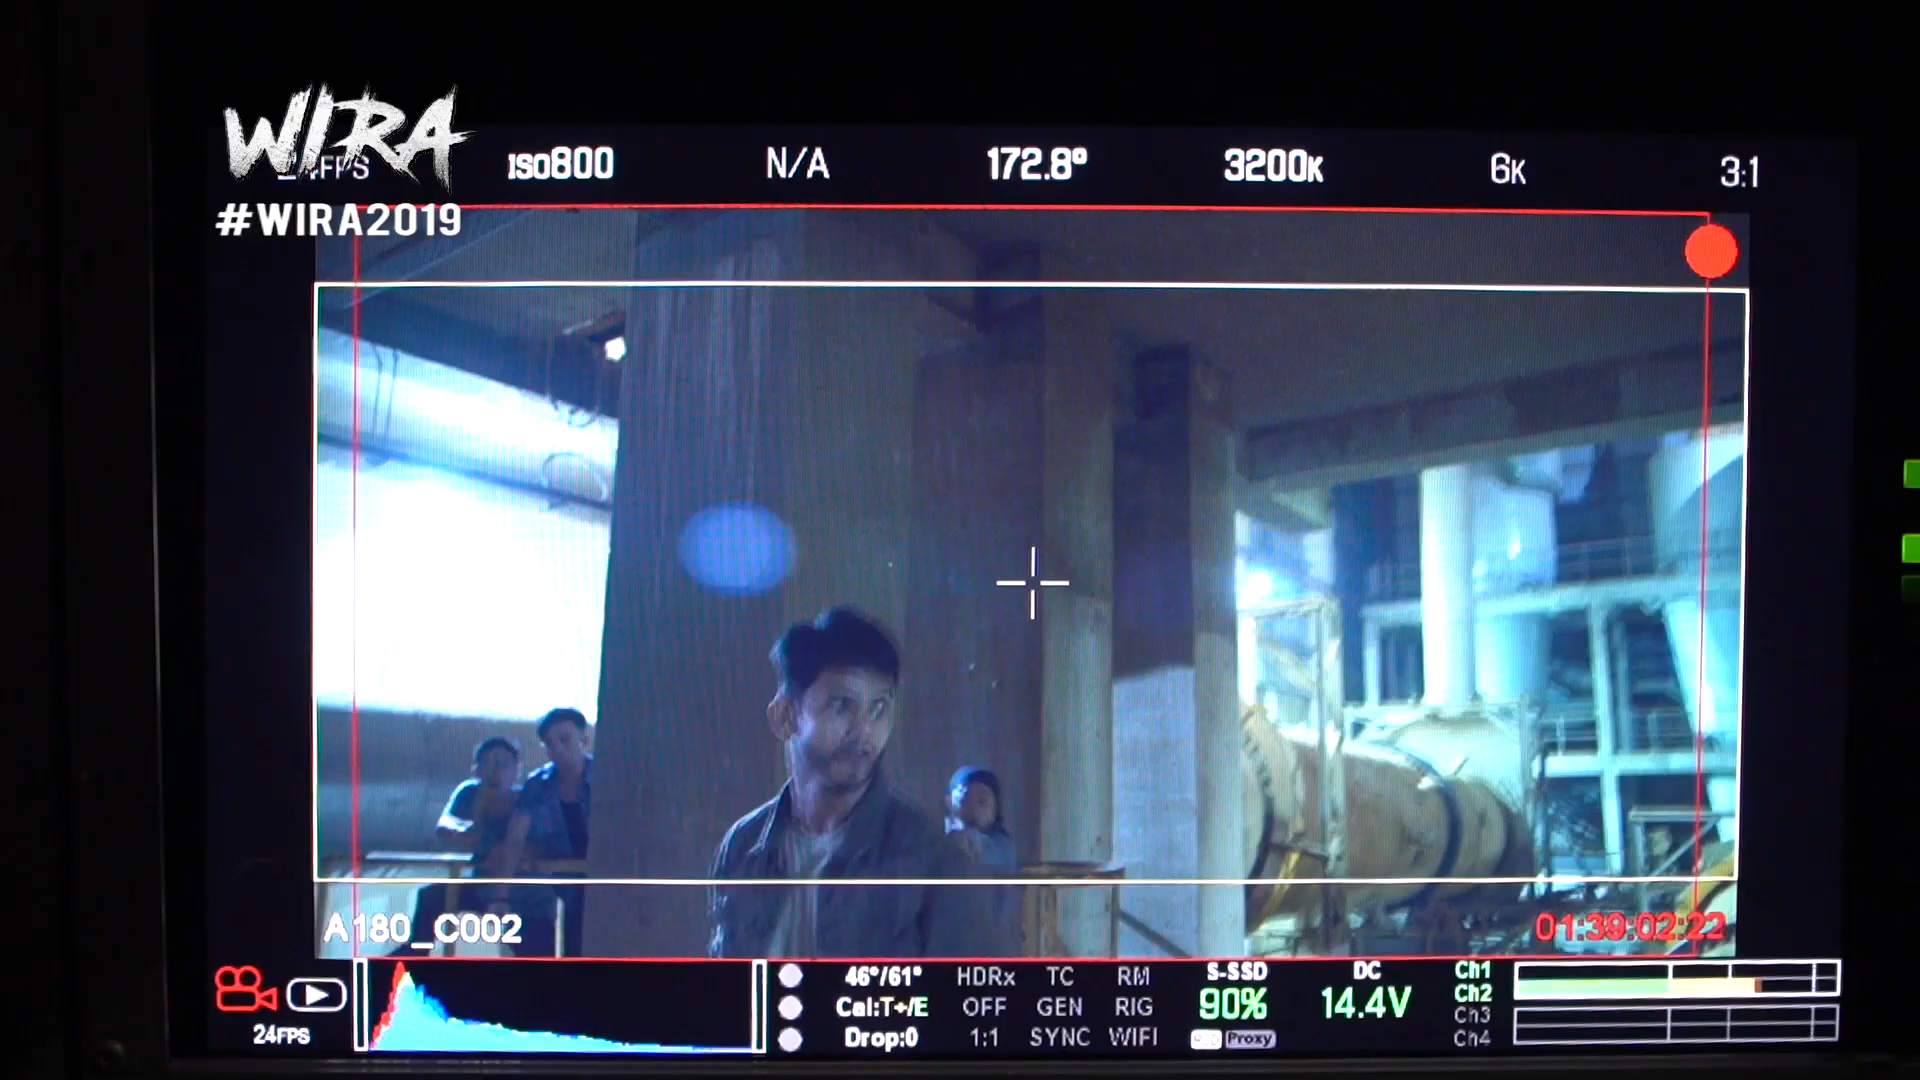 WIRA
#WIRA2019
24FPS ISO800 N/A 172.8° 3200K 6K 3:1
A180_C002 01:39:02:22
46°/61° HDRx TC RM S-SSD DC Ch1
Cal:T+/E OFF GEN RIG 90% 14.4V Ch2
Ch3
24FPS Drop:0 1:1 SYNC WIFI Proxy Ch4